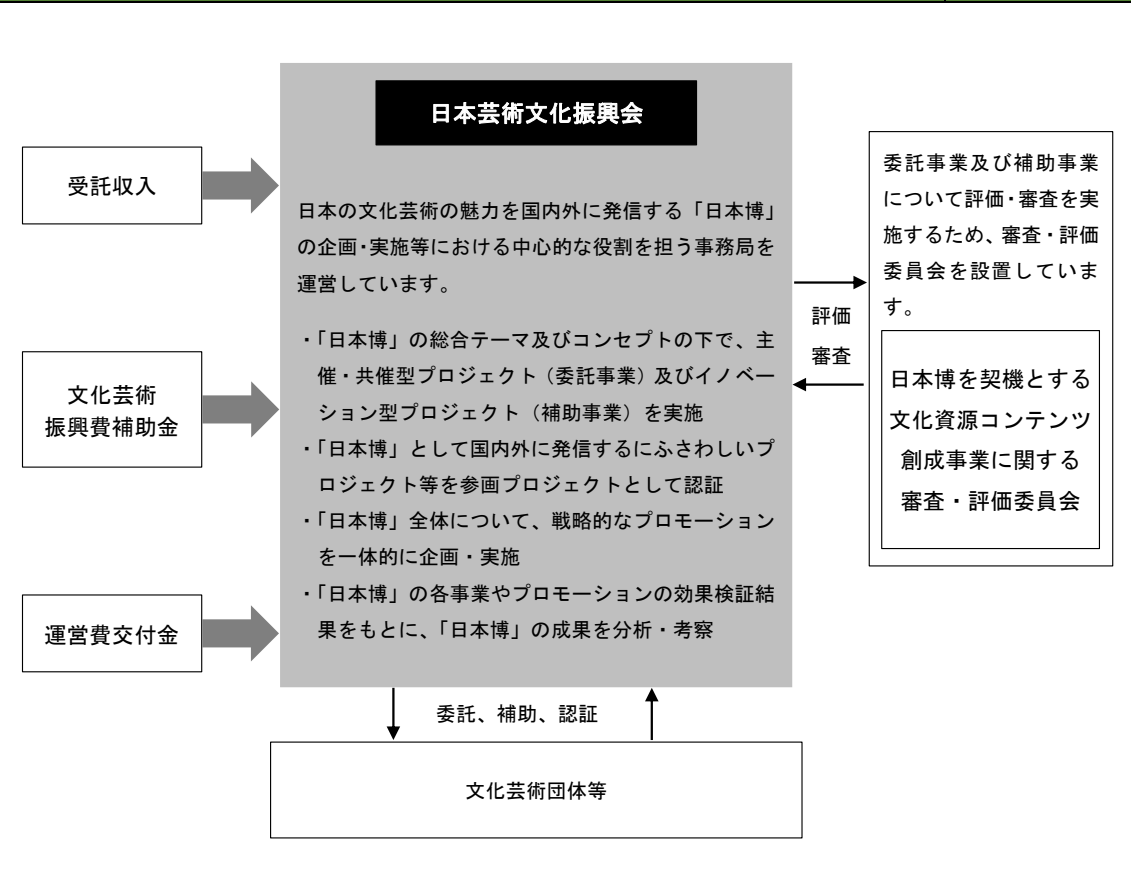 日本芸術文化振興会
受託収入
文化芸術
振興費補助金
運営費交付金
日本の文化芸術の魅力を国内外に発信する「日本博」
の企画・実施等における中心的な役割を担う事務局を
運営しています。
・「日本博」の総合テーマ及びコンセプトの下で、主
催・共催型プロジェクト（委託事業）及びイノベー
ション型プロジェクト（補助事業）を実施
・「日本博」として国内外に発信するにふさわしいプ
ロジェクト等を参画プロジェクトとして認証
・「日本博」全体について、戦略的なプロモーション
を一体的に企画・実施
・「日本博」の各事業やプロモーションの効果検証結
果をもとに、「日本博」の成果を分析・考察
評価
審査
委託事業及び補助事業
について評価・審査を実
施するため、審査・評価
委員会を設置していま
す。
日本博を契機とする
文化資源コンテンツ
創成事業に関する
審査・評価委員会
委託、補助、認証
文化芸術団体等